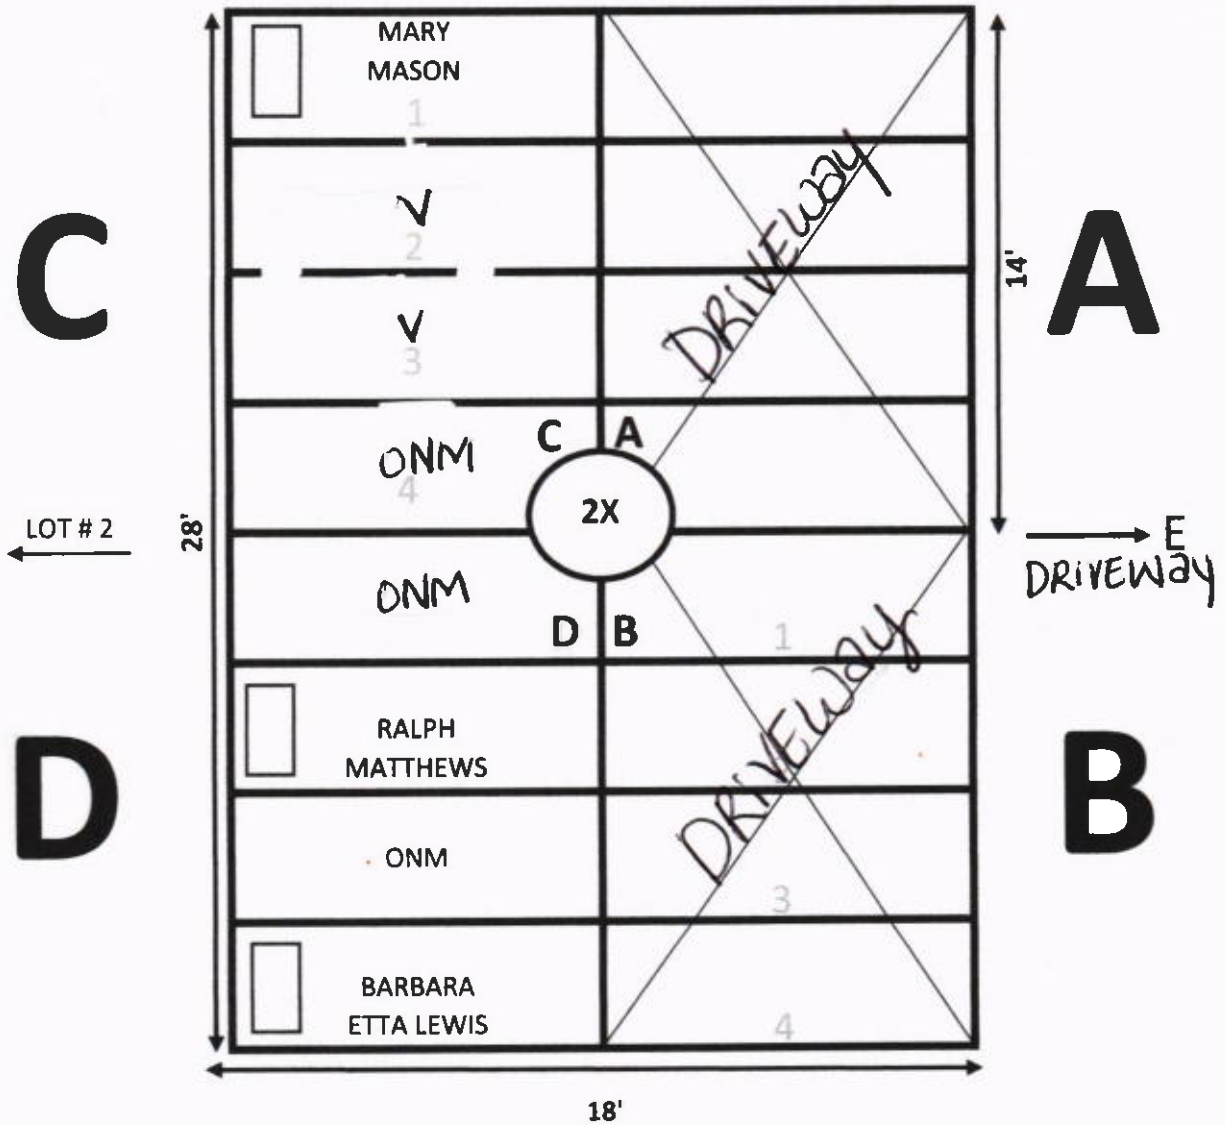 MARY
MASON
1
V
2
V
3
ONM
4
C
A
DRIVEWAY
14'
C A
2X
D B
LOT # 2
28'
E
DRIVEWAY
ONM
1
RALPH
MATTHEWS
D
B
DRIVEWAY
ONM
3
BARBARA
ETTA LEWIS
4
18'